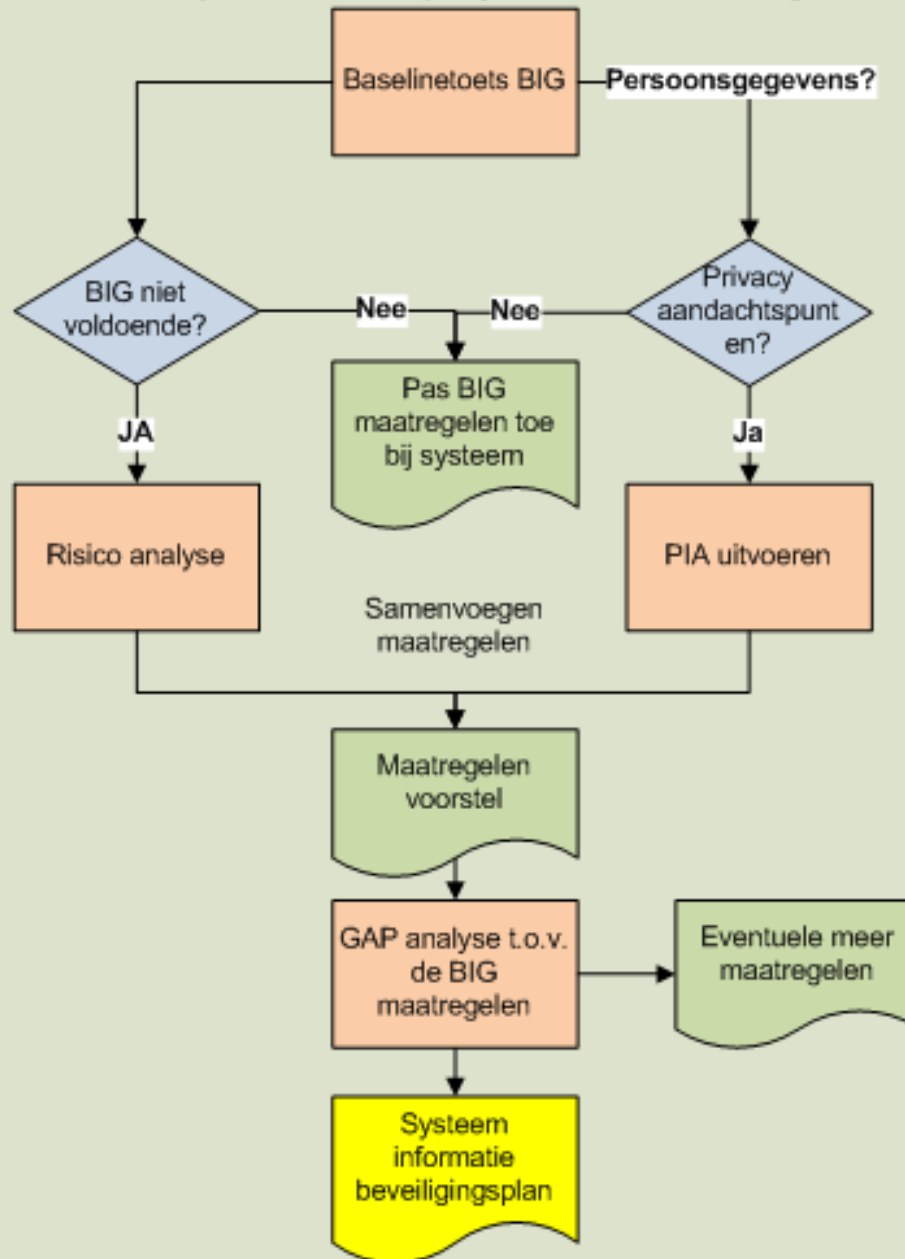 Baselinetoets BIG
Persoonsgegevens?
BIG niet
voldoende?
Nee
Nee
Privacy
aandachtspunt
en?
Pas BIG
maatregelen toe
bij systeem
JA
Ja
Risico analyse
PIA uitvoeren
Samenvoegen
maatregelen
Maatregelen
voorstel
GAP analyse t.o.v.
de BIG
maatregelen
Eventuele meer
maatregelen
Systeem
informatie
beveiligingsplan